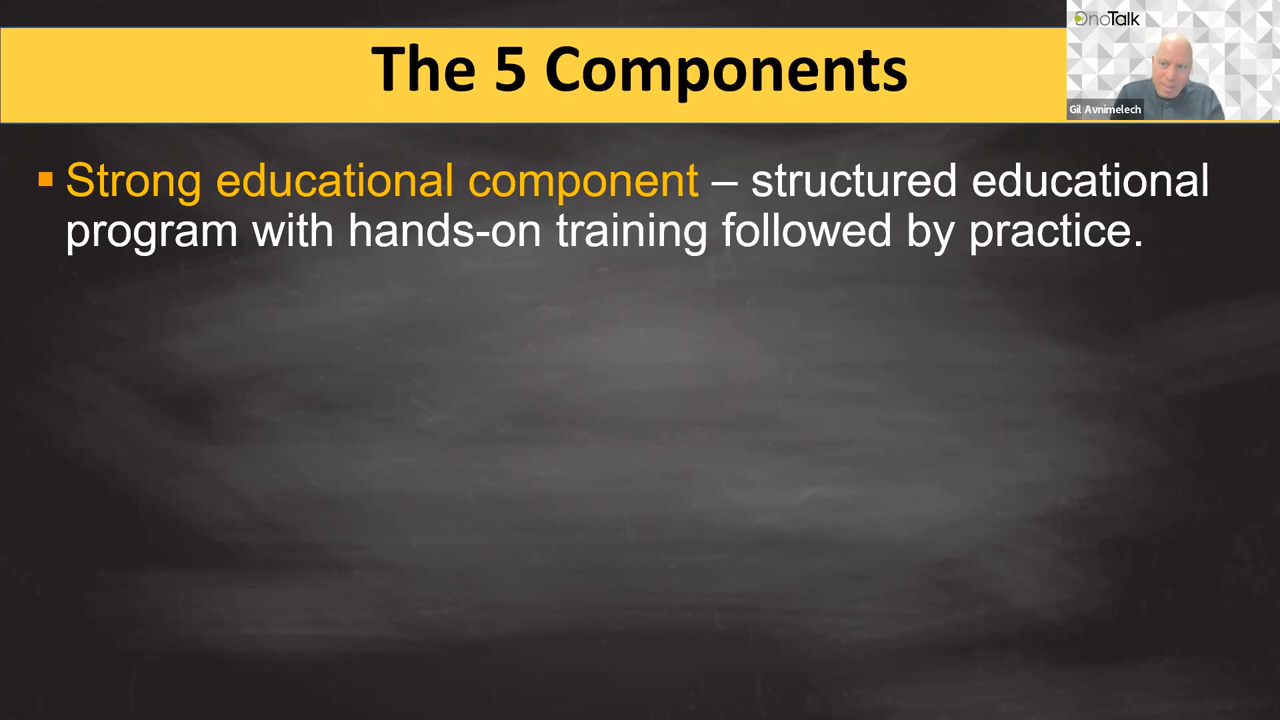 OnoTalk
The 5 Components
Gil Avnimelech
▪ Strong educational component – structured educational
program with hands-on training followed by practice.